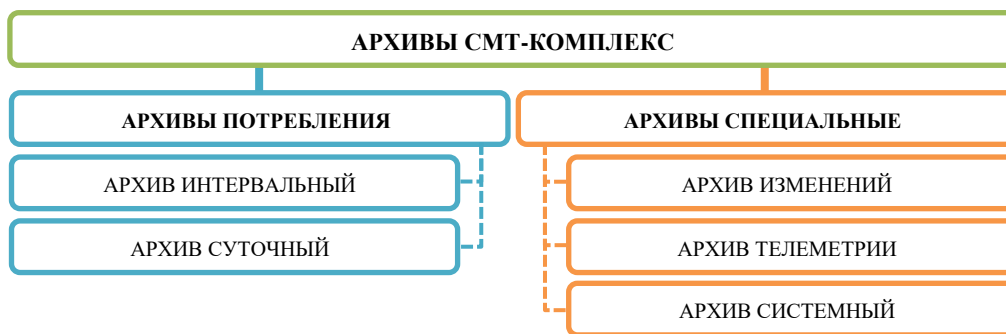 АРХИВЫ СМТ-КОМПЛЕКС
АРХИВЫ ПОТРЕБЛЕНИЯ
АРХИВ ИНТЕРВАЛЬНЫЙ
АРХИВ СУТОЧНЫЙ
АРХИВЫ СПЕЦИАЛЬНЫЕ
АРХИВ ИЗМЕНЕНИЙ
АРХИВ ТЕЛЕМЕТРИИ
АРХИВ СИСТЕМНЫЙ